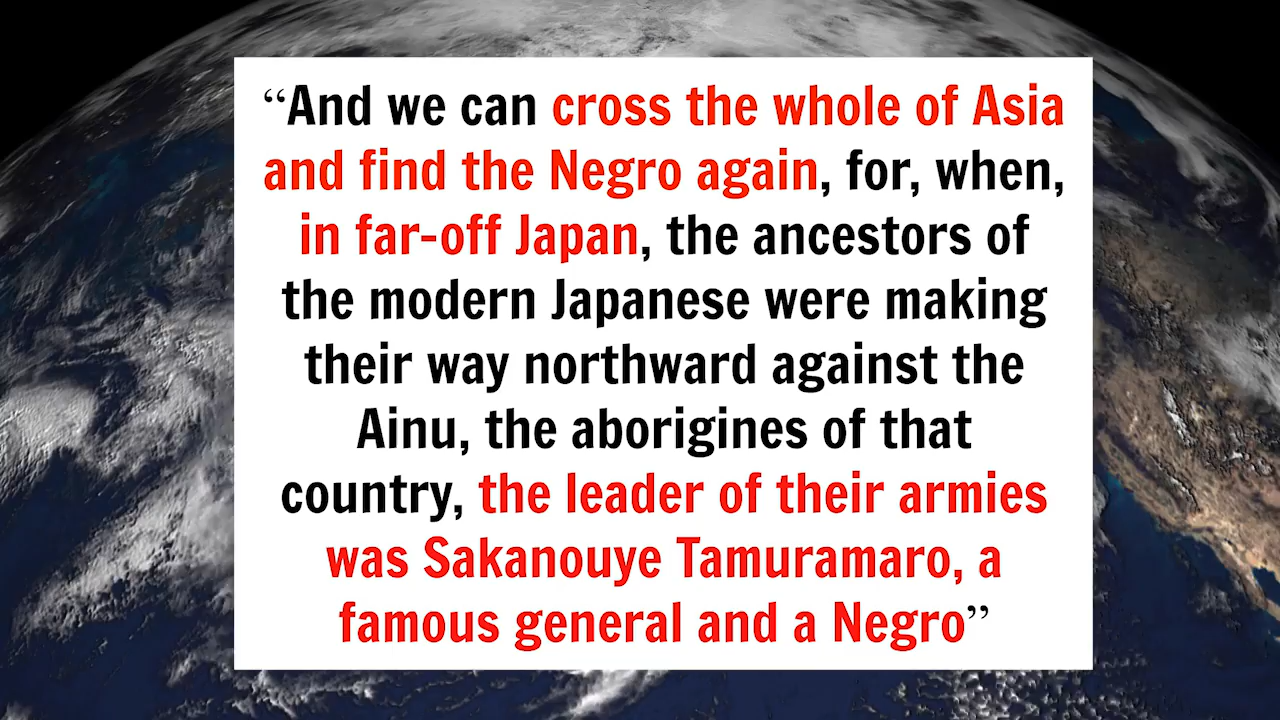 “And we can cross the whole of Asia
and find the Negro again, for, when,
in far-off Japan, the ancestors of
the modern Japanese were making
their way northward against the
Ainu, the aborigines of that
country, the leader of their armies
was Sakanouye Tamuramaro, a
famous general and a Negro”